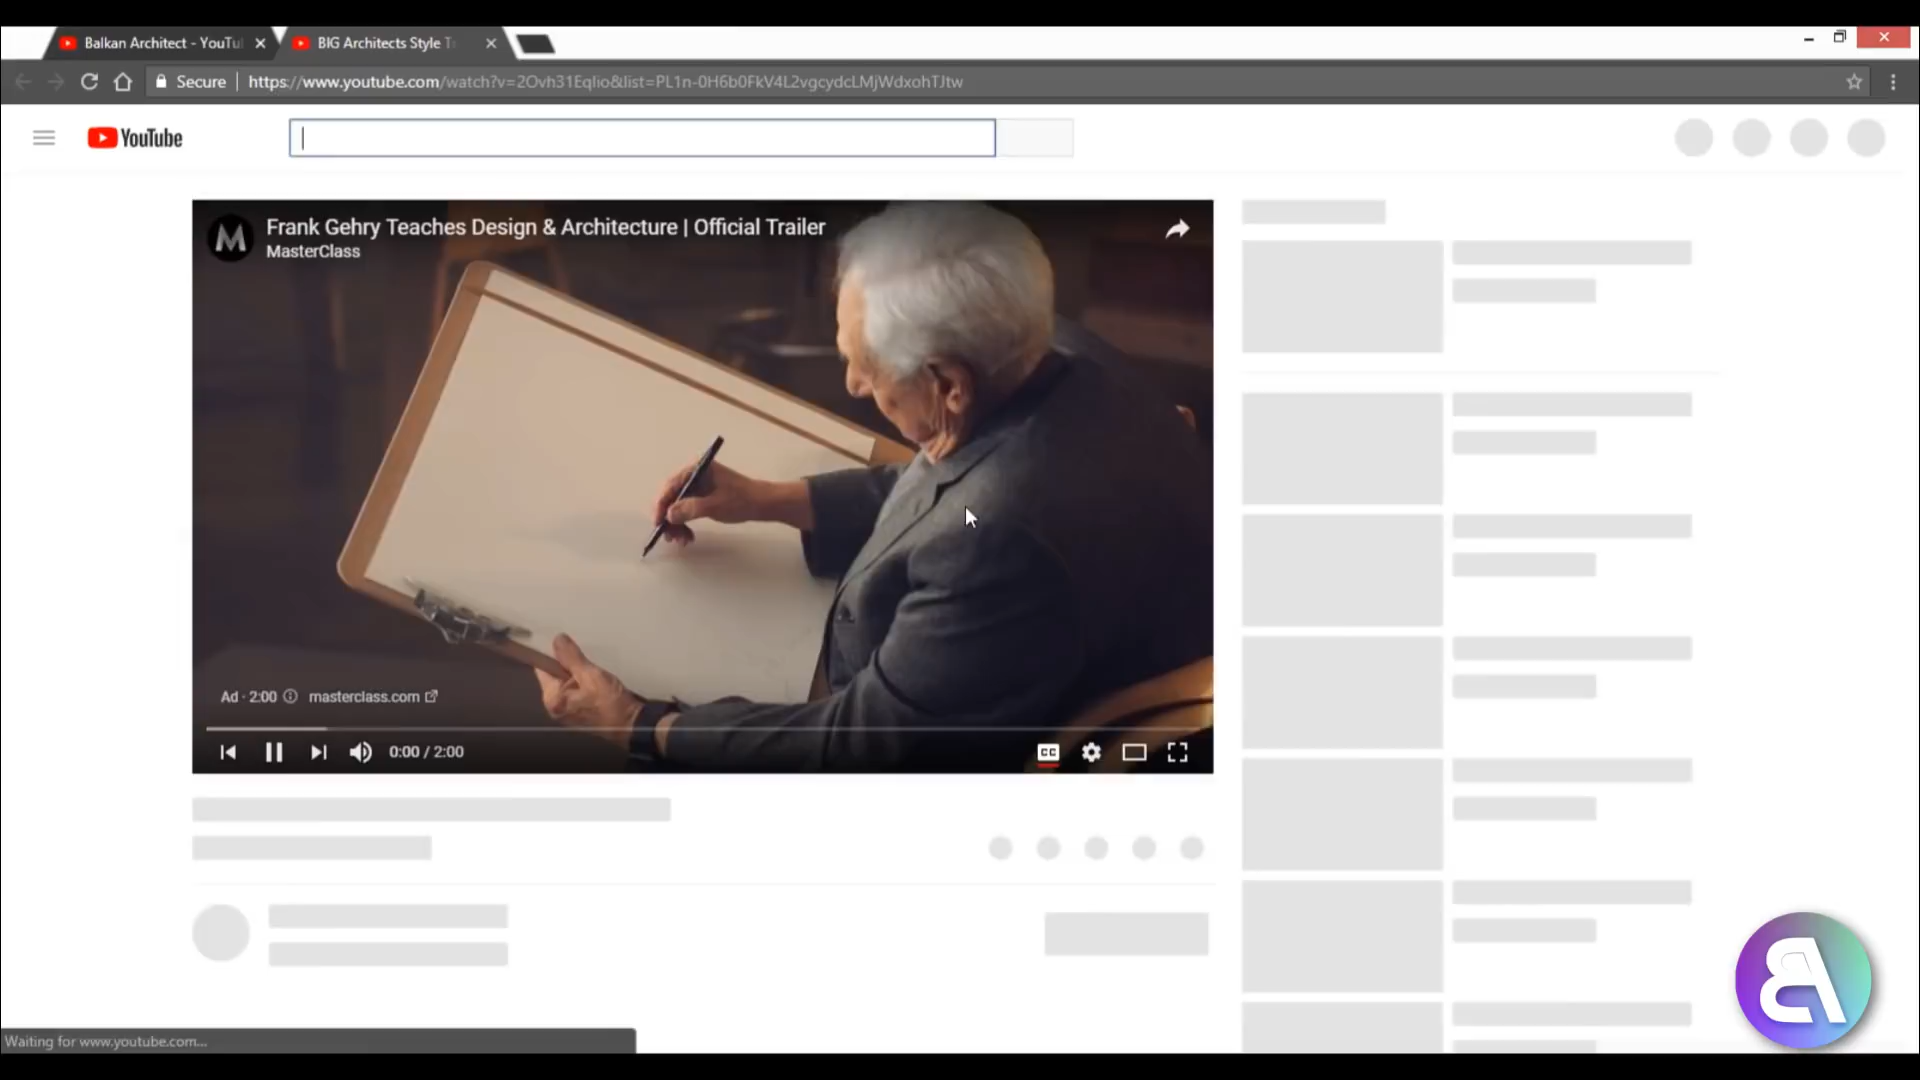 Balkan Architect - YouTu
BIG Architects Style T
Secure
https://www.youtube.com/watch?v=2Ovh31Eqlio&list=PL1n-0H6b0FkV4L2vgcydcLMjWdxohTJtw
YouTube
M
Frank Gehry Teaches Design & Architecture | Official Trailer
MasterClass
Ad · 2:00
masterclass.com
0:00 / 2:00
CC
Waiting for www.youtube.com...
BA